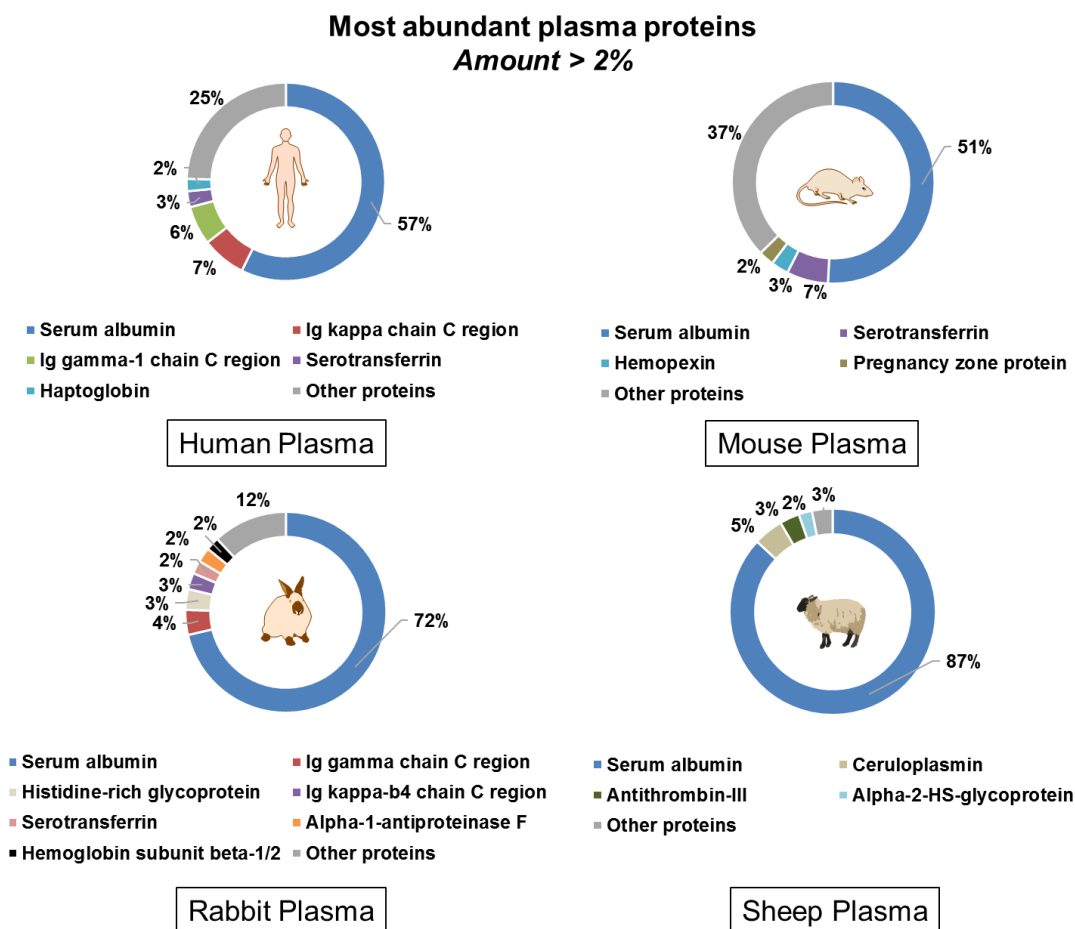 Most abundant plasma proteins
Amount > 2%
25%
2%
3%
6%
7%
57%
Serum albumin
Ig kappa chain C region
Ig gamma-1 chain C region
Serotransferrin
Haptoglobin
Other proteins
Human Plasma
37%
51%
2%
3%
7%
Serum albumin
Serotransferrin
Hemopexin
Pregnancy zone protein
Other proteins
Mouse Plasma
12%
2%
2%
2%
3%
3%
4%
72%
Serum albumin
Ig gamma chain C region
Histidine-rich glycoprotein
Ig kappa-b4 chain C region
Serotransferrin
Alpha-1-antiproteinase F
Hemoglobin subunit beta-1/2
Other proteins
Rabbit Plasma
5%
3%
2%
3%
87%
Serum albumin
Ceruloplasmin
Antithrombin-III
Alpha-2-HS-glycoprotein
Other proteins
Sheep Plasma